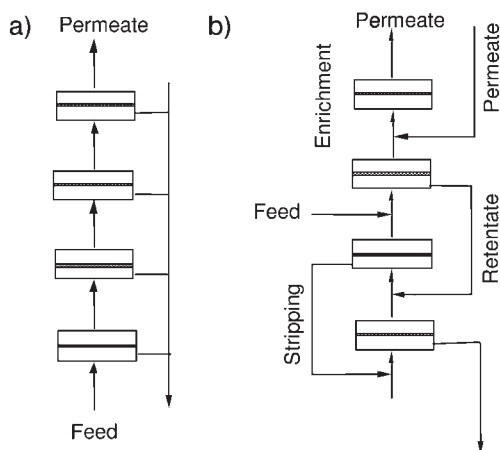 a)
Permeate
Feed
b)
Permeate
Enrichment
Permeate
Feed
Retentate
Stripping